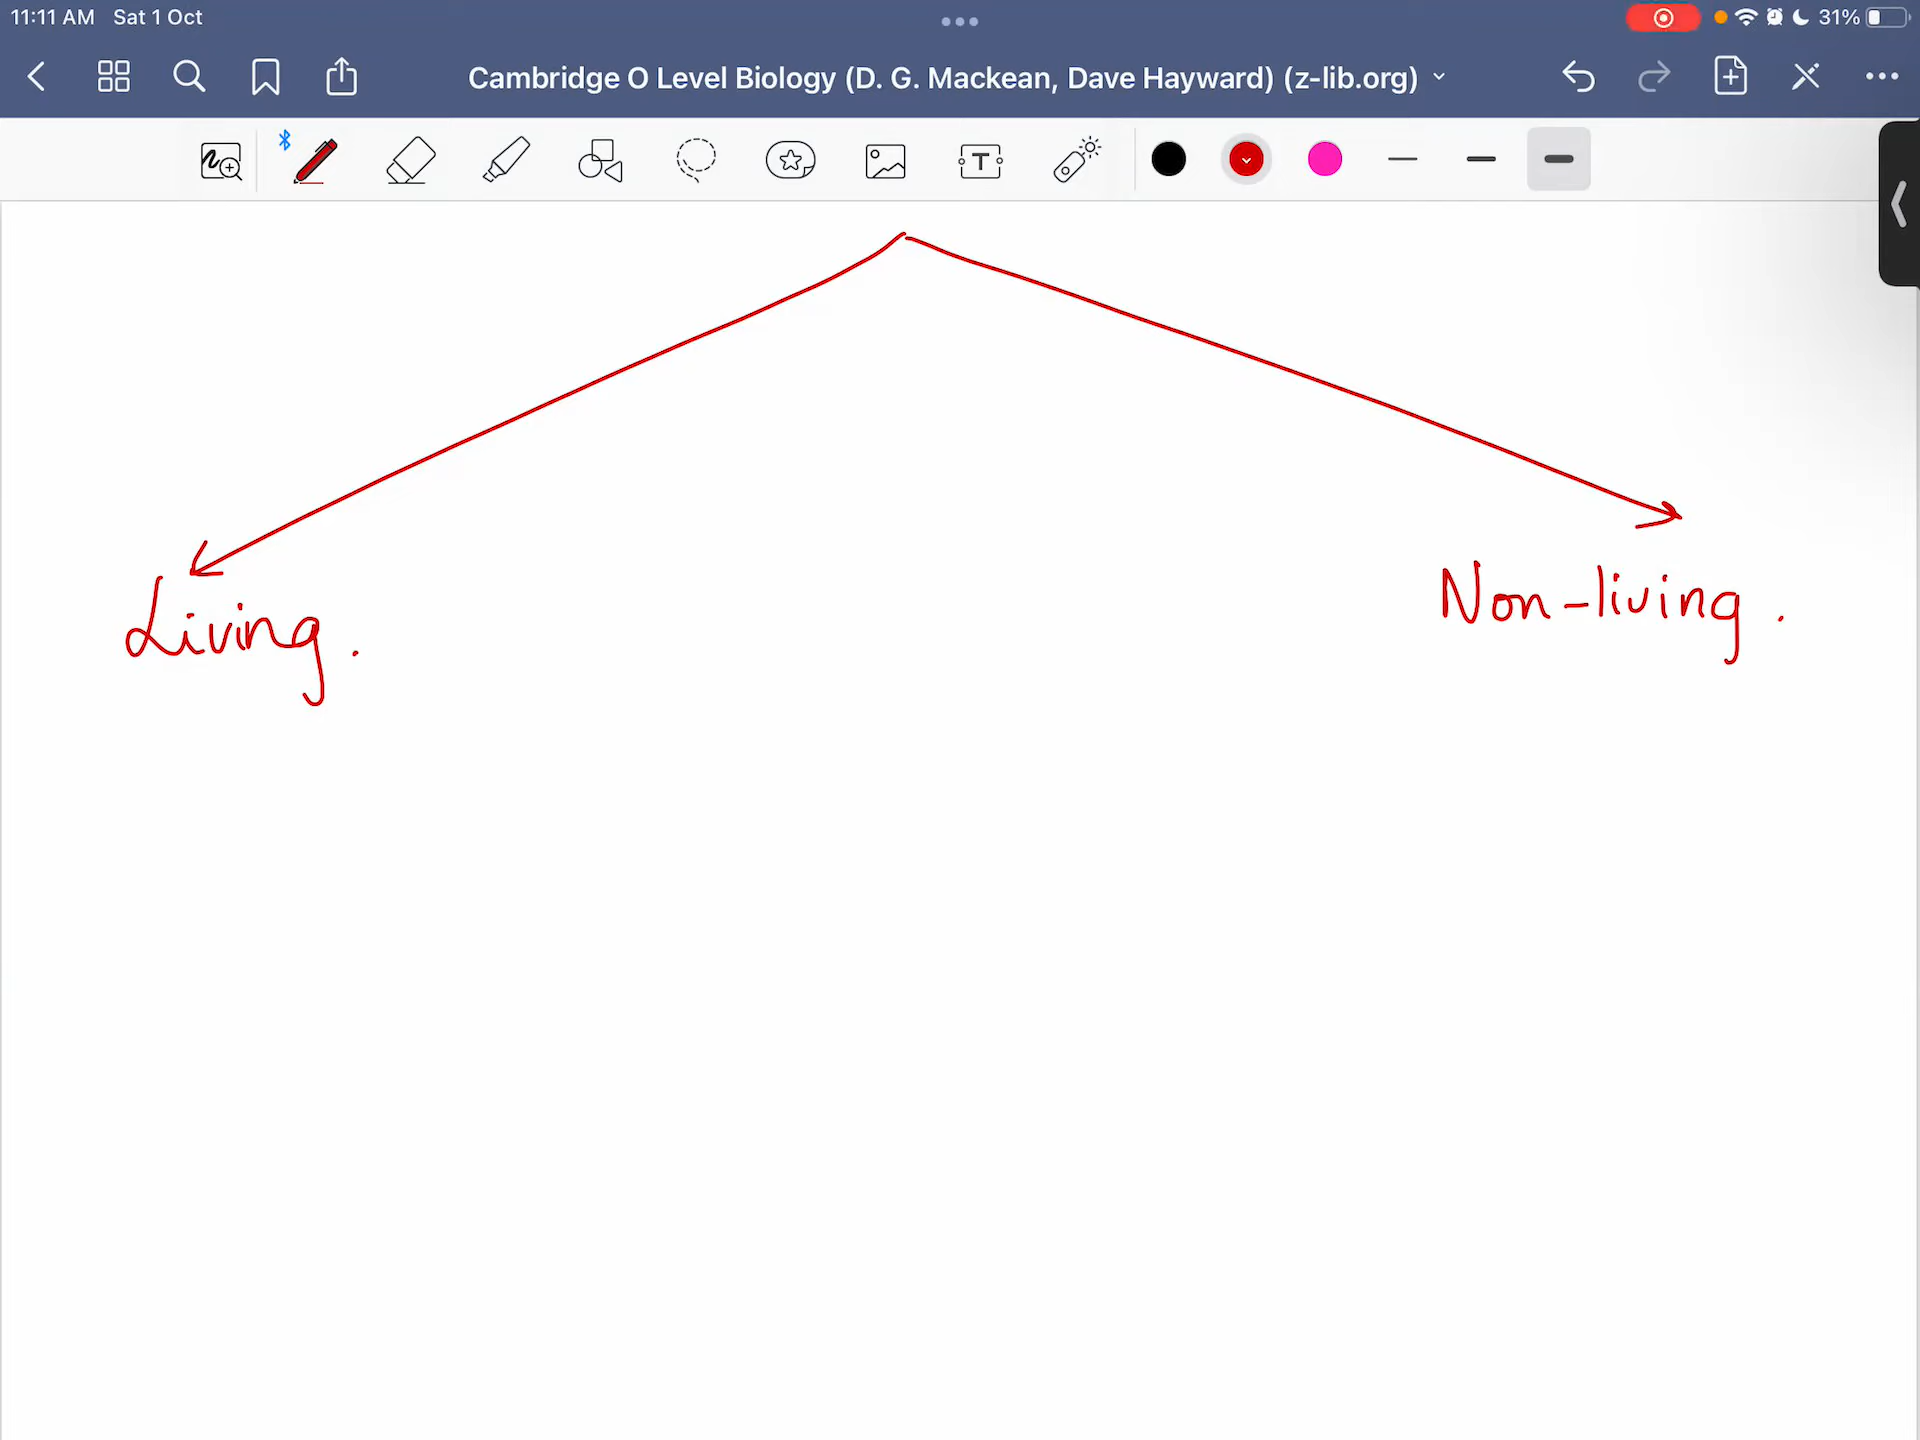 11:11 AM Sat 1 Oct 31%
Cambridge O Level Biology (D. G. Mackean, Dave Hayward) (z-lib.org)
T
Living.
Non-living.